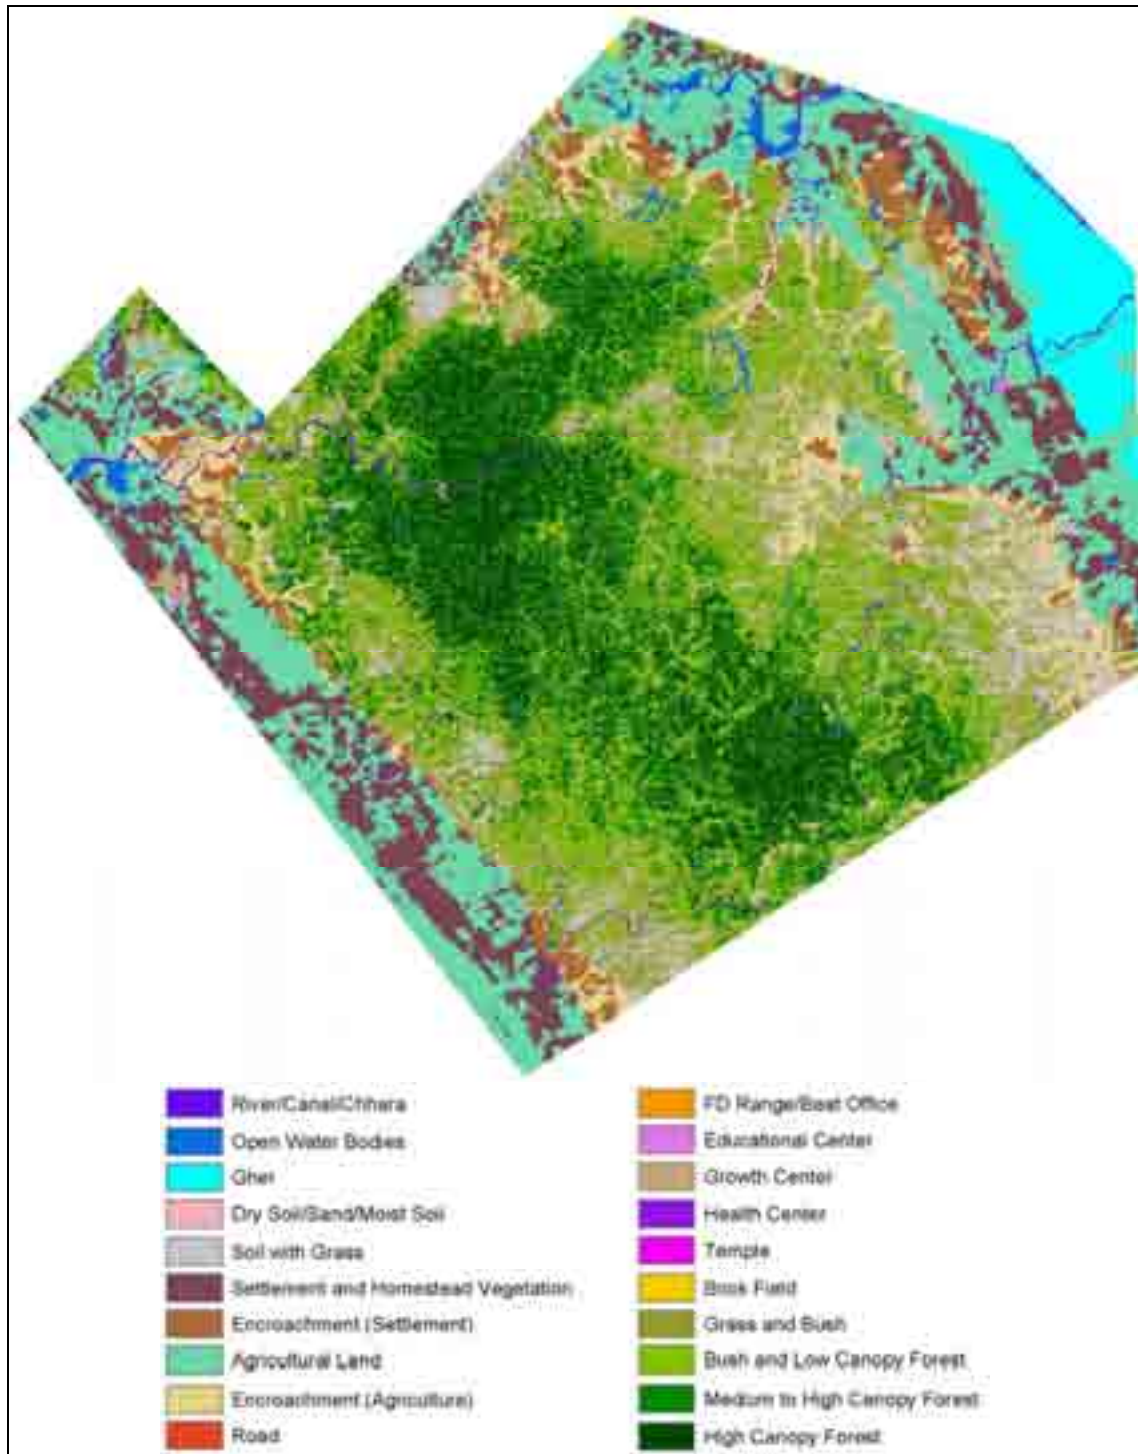 River/Canal/Chhara
Open Water Bodies
Gher
Dry Soil/Sand/Moist Soil
Soil with Grass
Settlement and Homestead Vegetation
Encroachment (Settlement)
Agricultural Land
Encroachment (Agriculture)
Road
FD Range/Beat Office
Educational Center
Growth Center
Health Center
Temple
Brick Field
Grass and Bush
Bush and Low Canopy Forest
Medium to High Canopy Forest
High Canopy Forest